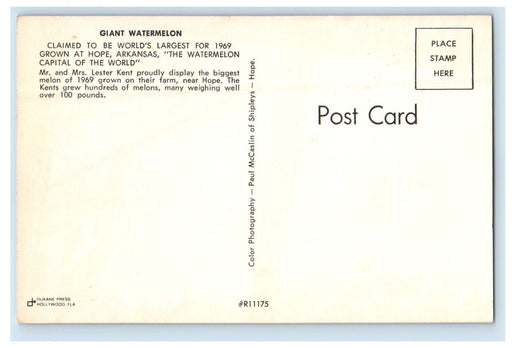 GIANT WATERMELON
CLAIMED TO BE WORLD'S LARGEST FOR 1969
GROWN AT HOPE, ARKANSAS, "THE WATERMELON
CAPITAL OF THE WORLD"
Mr. and Mrs. Lester Kent proudly display the biggest
melon of 1969 grown on their farm, near Hope. The
Kents grew hundreds of melons, many weighing well
over 100 pounds.
DUKANE PRESS
HOLLYWOOD, FLA
Color Photography — Paul McCaslin of Shipleys — Hope.
#R11175
PLACE
STAMP
HERE
Post Card